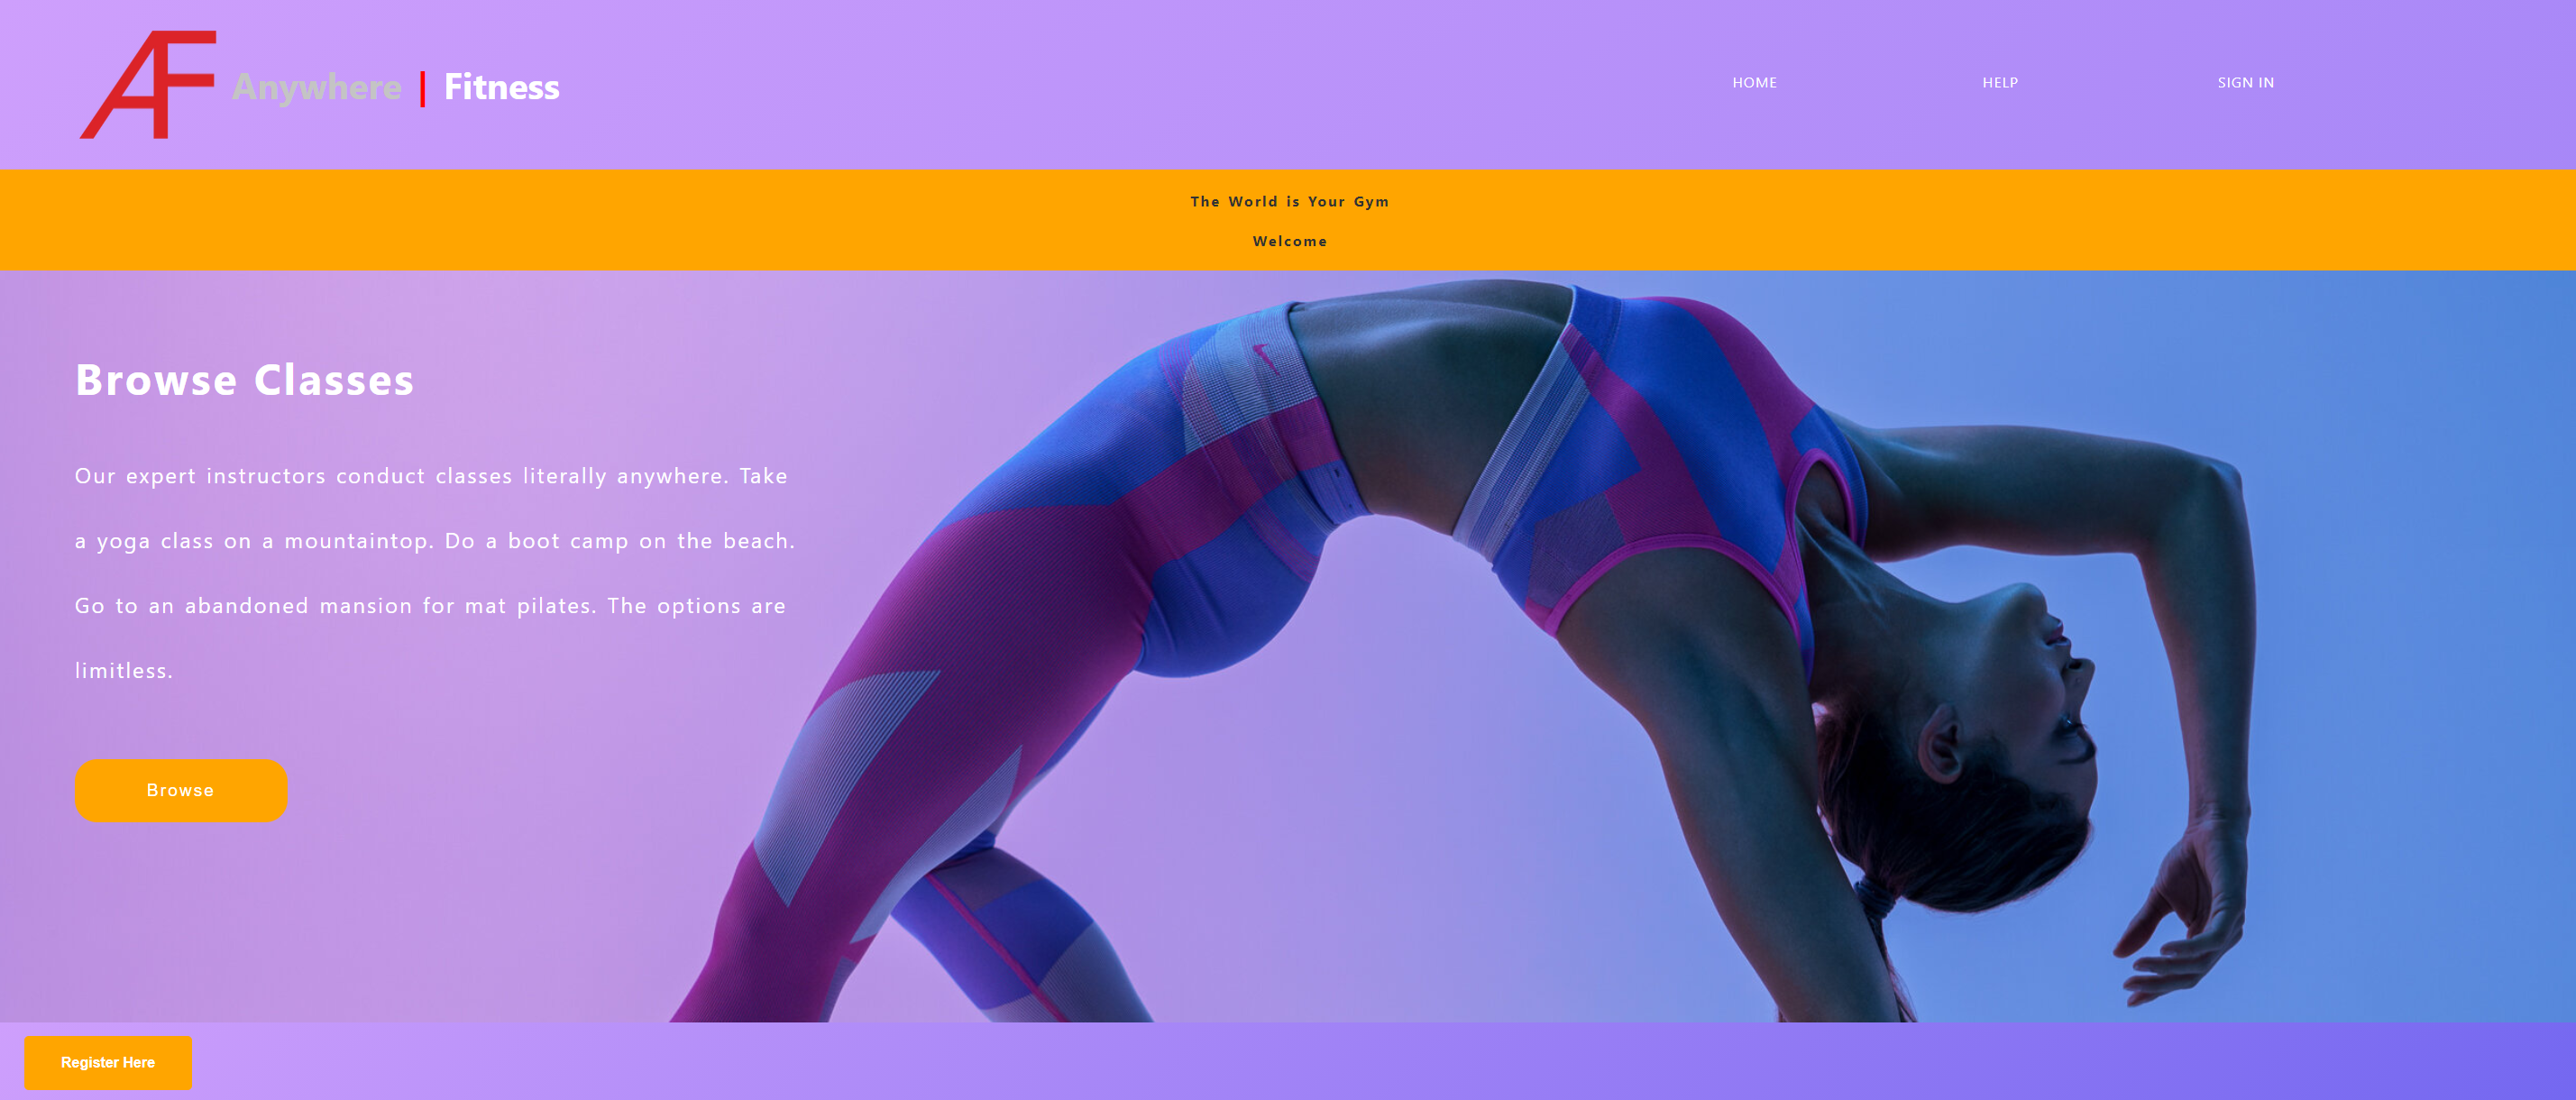 AF
Anywhere | Fitness
HOME
HELP
SIGN IN
The World is Your Gym
Welcome
Browse Classes
Our expert instructors conduct classes literally anywhere. Take
a yoga class on a mountaintop. Do a boot camp on the beach.
Go to an abandoned mansion for mat pilates. The options are
limitless.
Browse
Register Here